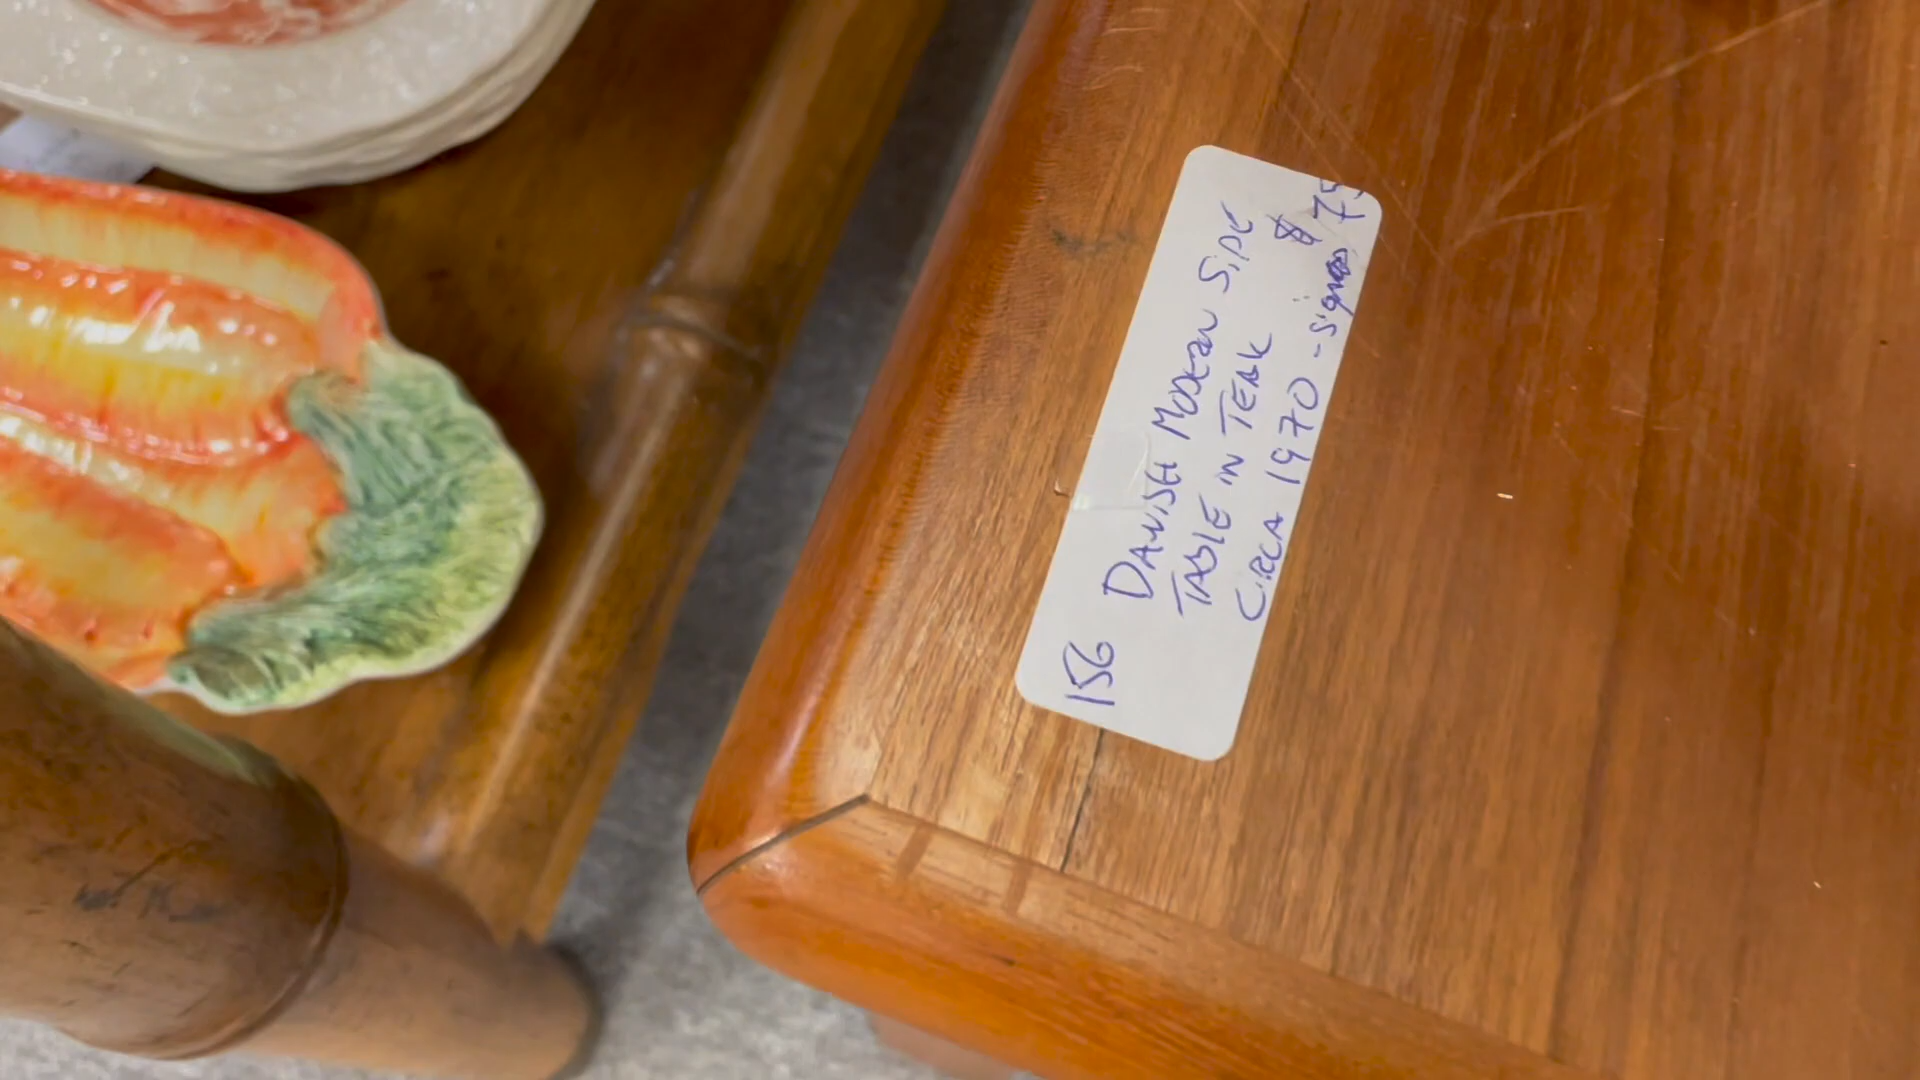 156 DANISH MODERN SIDE
TABLE IN TEAK $75
CIRCA 1970 - signed